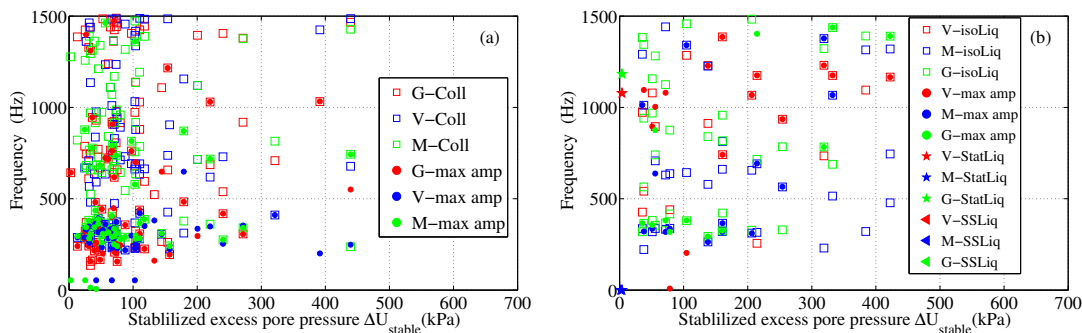 1500
1000
500
0
Frequency (Hz)
0 100 200 300 400 500 600 700
Stablilized excess pore pressure ΔU_stable (kPa)
(a)
G−Coll
V−Coll
M−Coll
G−max amp
V−max amp
M−max amp
1500
1000
500
0
Frequency (Hz)
0 100 200 300 400 500 600 700
Stablilized excess pore pressure ΔU_stable (kPa)
(b)
V−isoLiq
M−isoLiq
G−isoLiq
V−max amp
M−max amp
G−max amp
V−StatLiq
M−StatLiq
G−StatLiq
V−SSLiq
M−SSLiq
G−SSLiq